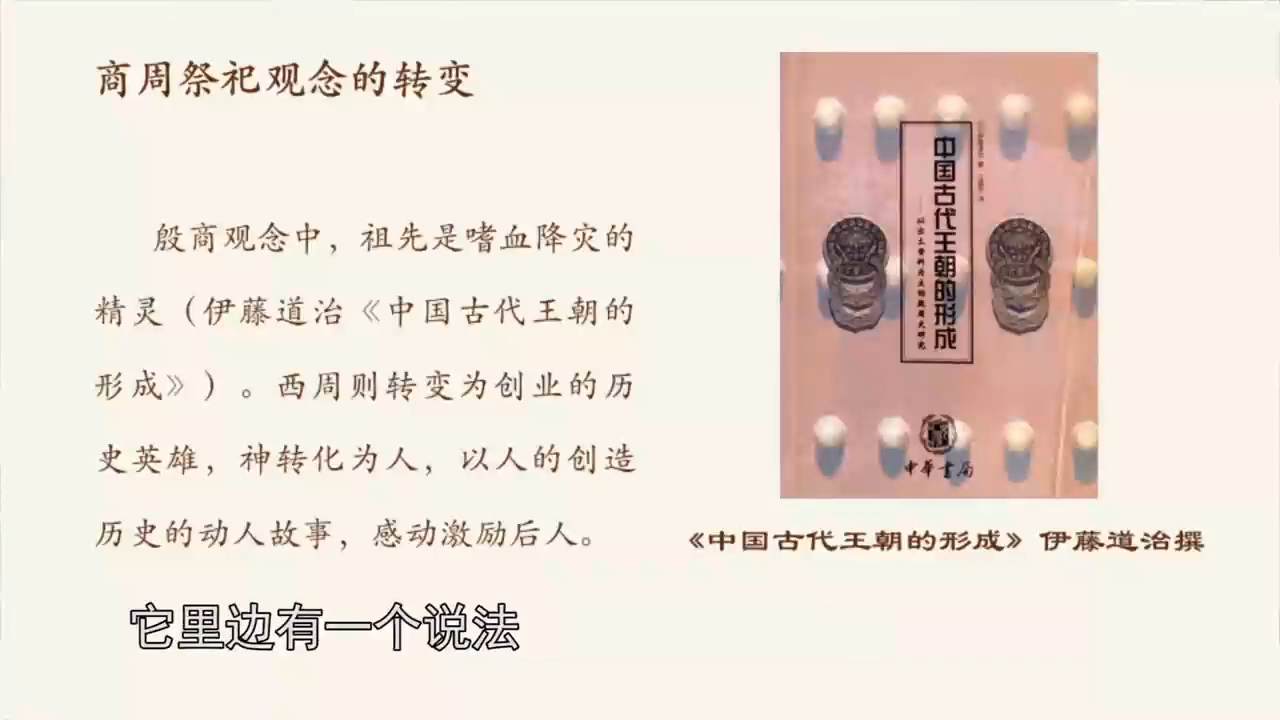 商周祭祀观念的转变
殷商观念中，祖先是嗜血降灾的
精灵（伊藤道治《中国古代王朝的
形成》）。西周则转变为创业的历
史英雄，神转化为人，以人的创造
历史的动人故事，感动激励后人。
中国古代王朝的形成
中華書局
《中国古代王朝的形成》伊藤道治撰
它里边有一个说法